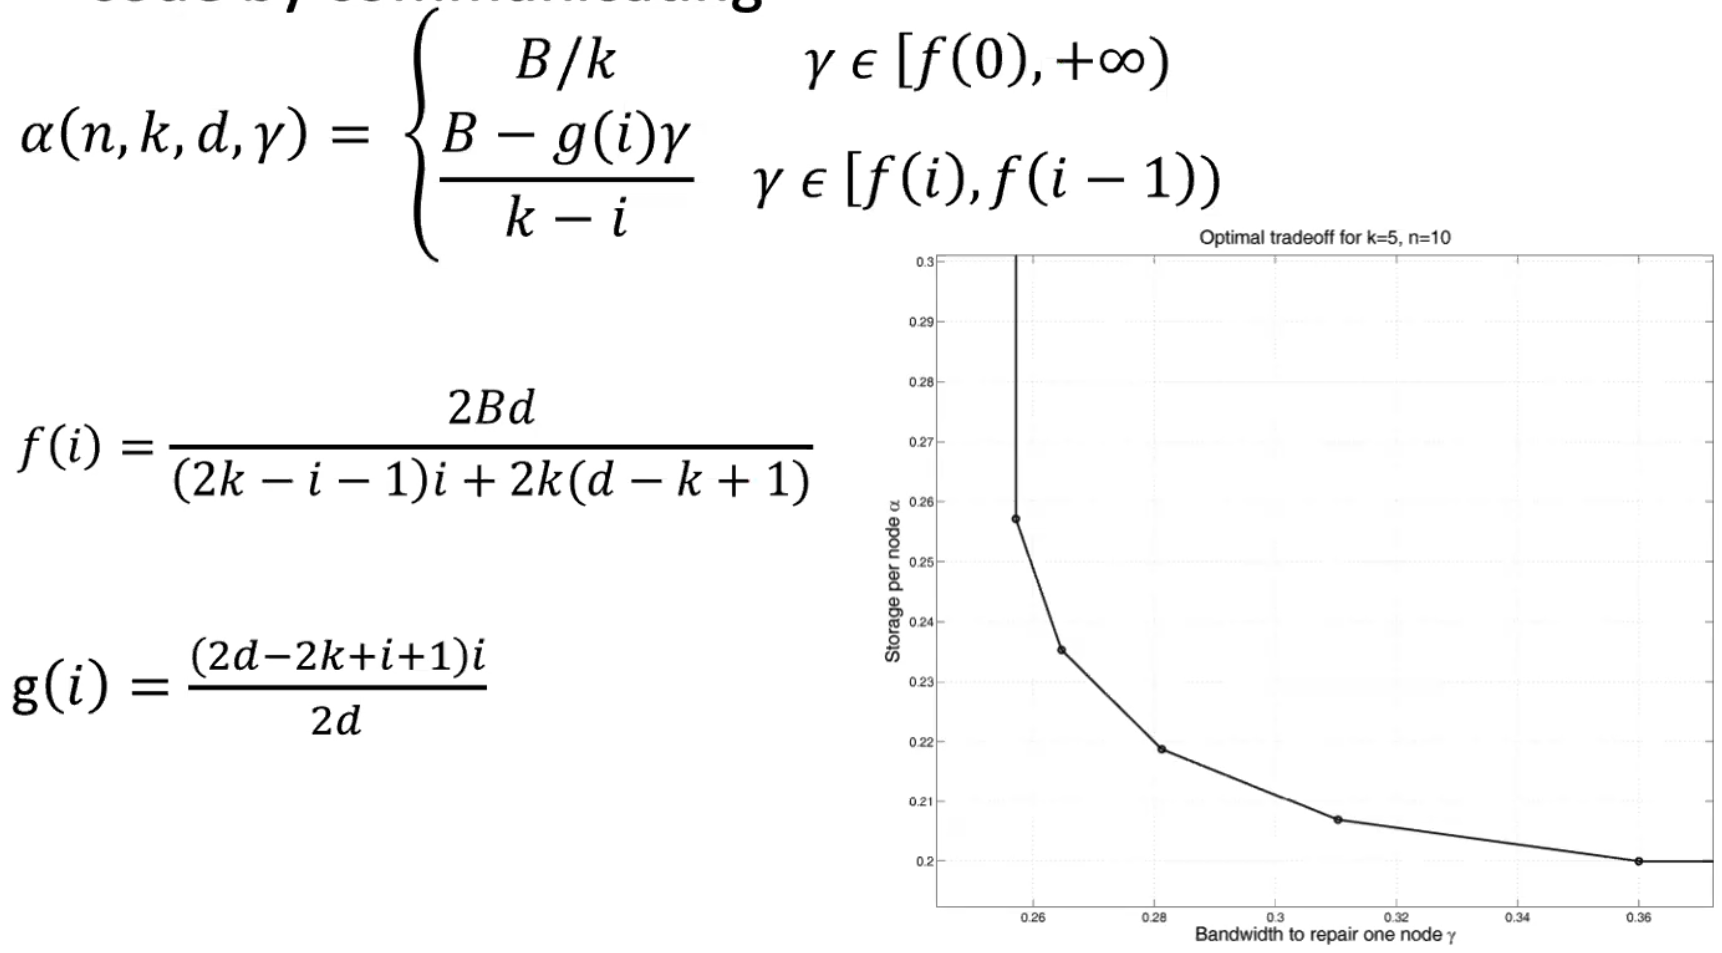 code by communicating
α(n, k, d, γ) = { B/k γ ϵ [f(0), +∞)
B − g(i)γ / k − i γ ϵ [f(i), f(i − 1))
f(i) = 2Bd / (2k − i − 1)i + 2k(d − k + 1)
g(i) = (2d−2k+i+1)i / 2d
Optimal tradeoff for k=5, n=10
0.3
0.29
0.28
0.27
0.26
0.25
0.24
0.23
0.22
0.21
0.2
Storage per node α
0.26 0.28 0.3 0.32 0.34 0.36
Bandwidth to repair one node γ